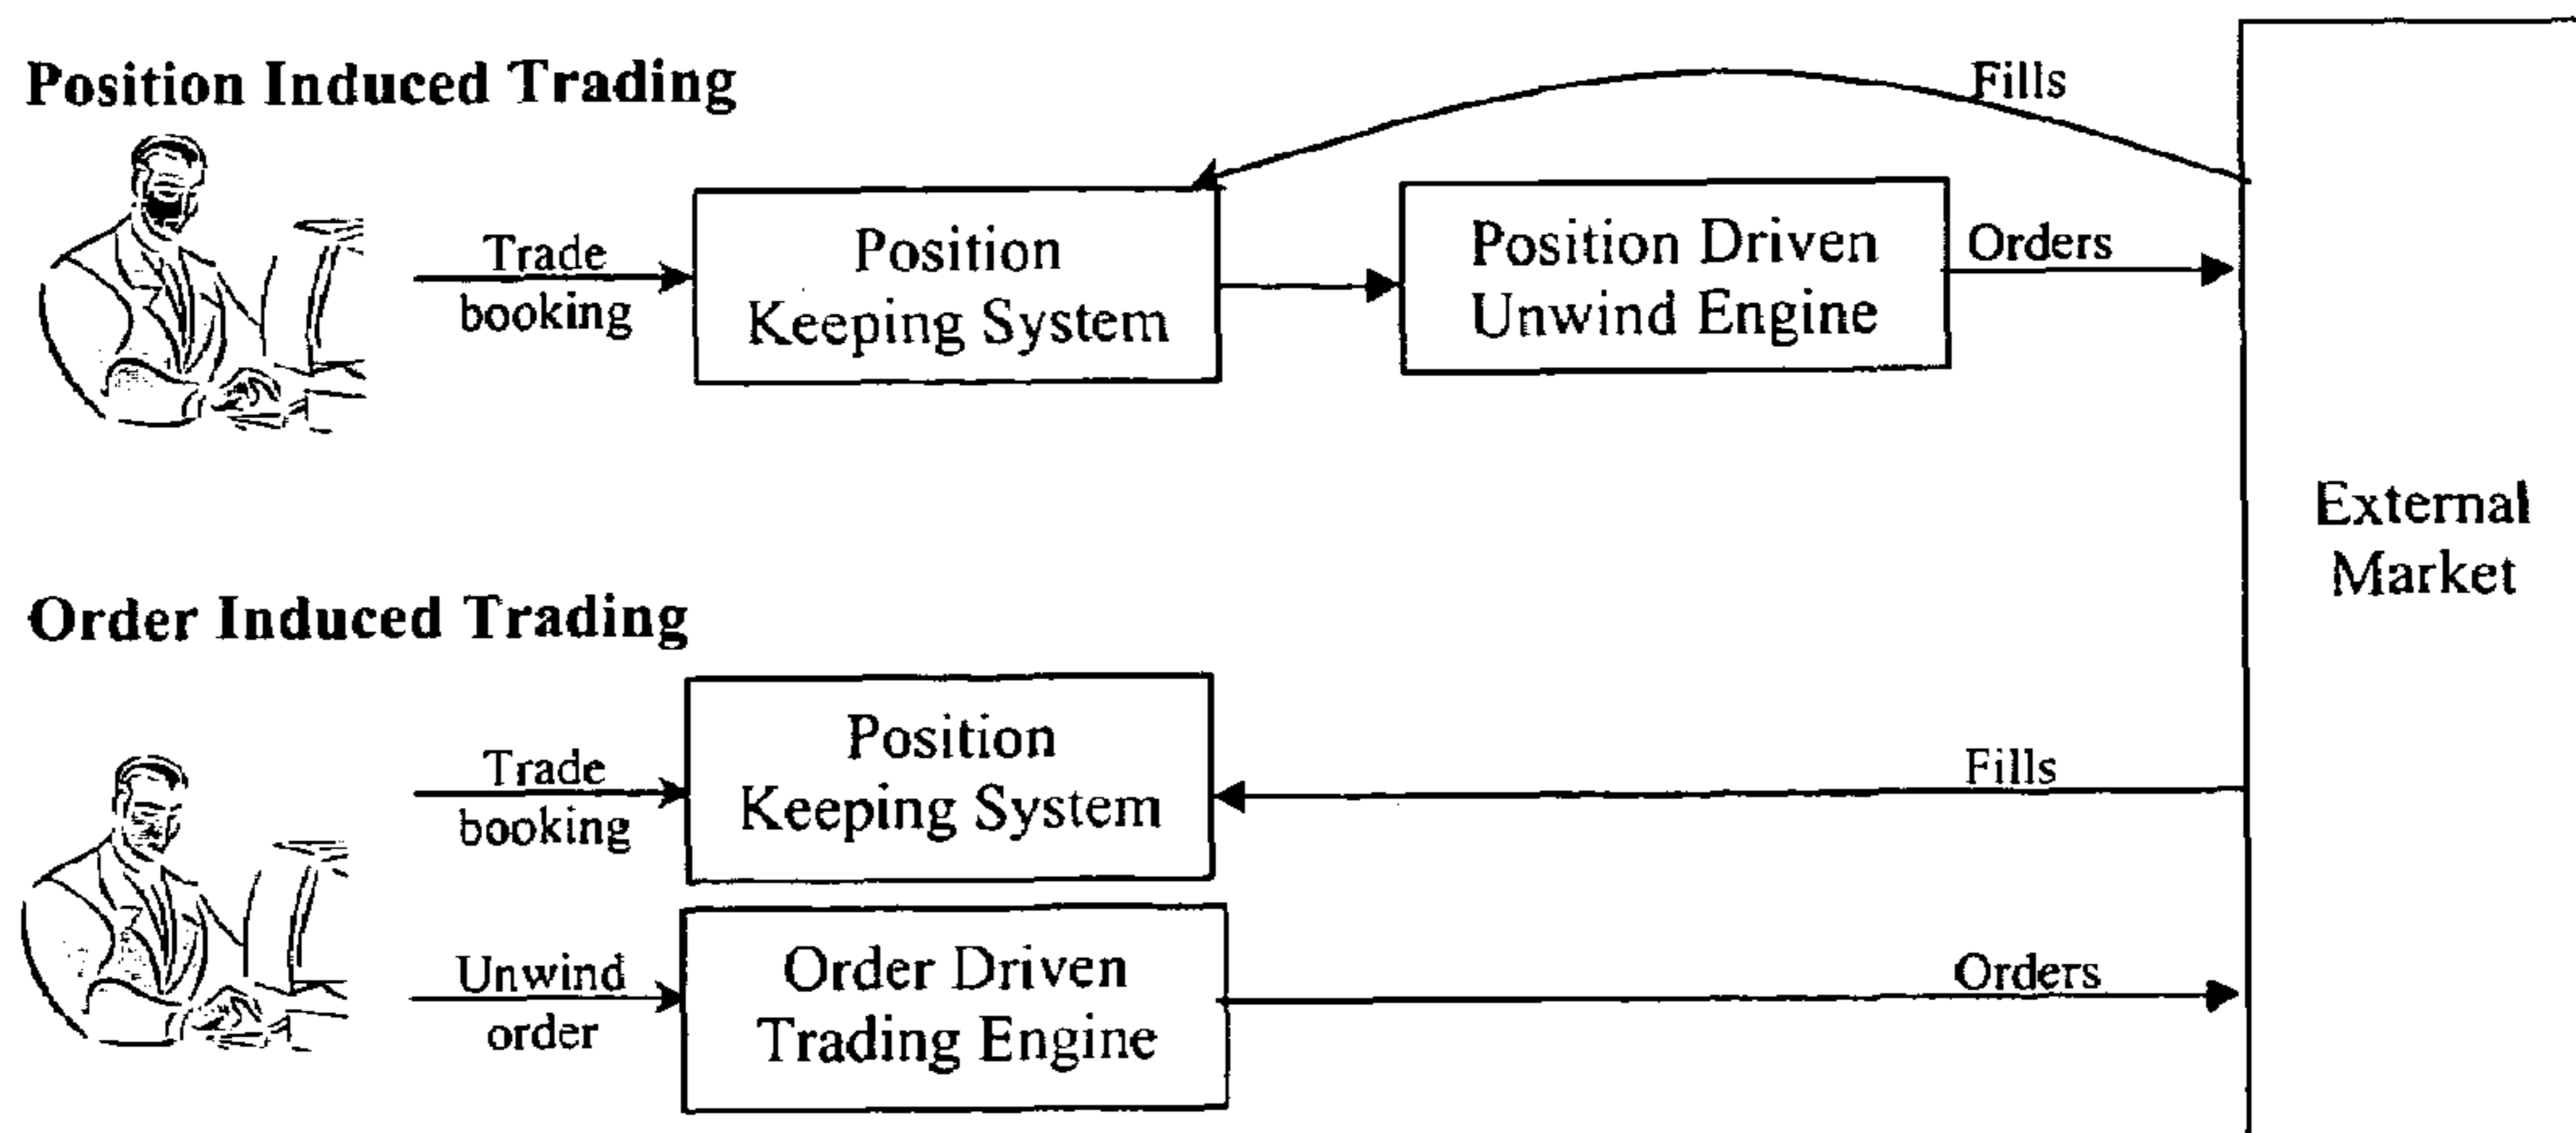 Position Induced Trading
Fills
Trade
booking
Position
Keeping System
Position Driven
Unwind Engine
Orders
External
Market
Order Induced Trading
Trade
booking
Position
Keeping System
Fills
Unwind
order
Order Driven
Trading Engine
Orders